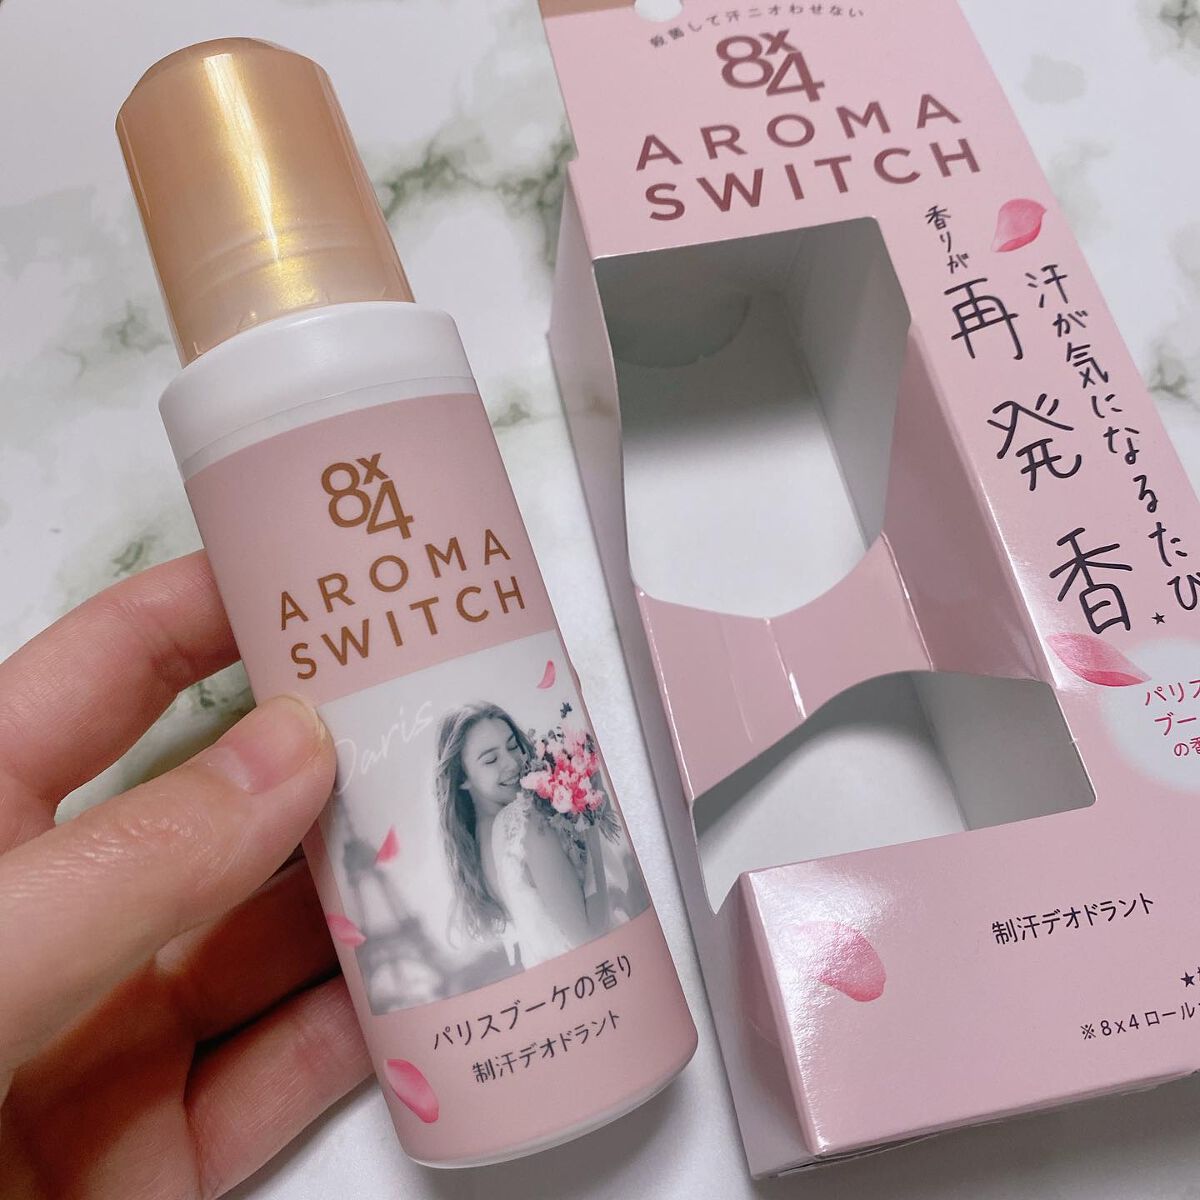 8x4
AROMA
SWITCH
Paris
パリスブーケの香り
制汗デオドラント
殺菌して汗ニオわせない
8x4
AROMA
SWITCH
汗が気になるたび
香りが
再発香
★
パリス
ブー
の香
制汗デオドラント
※8x4ロール